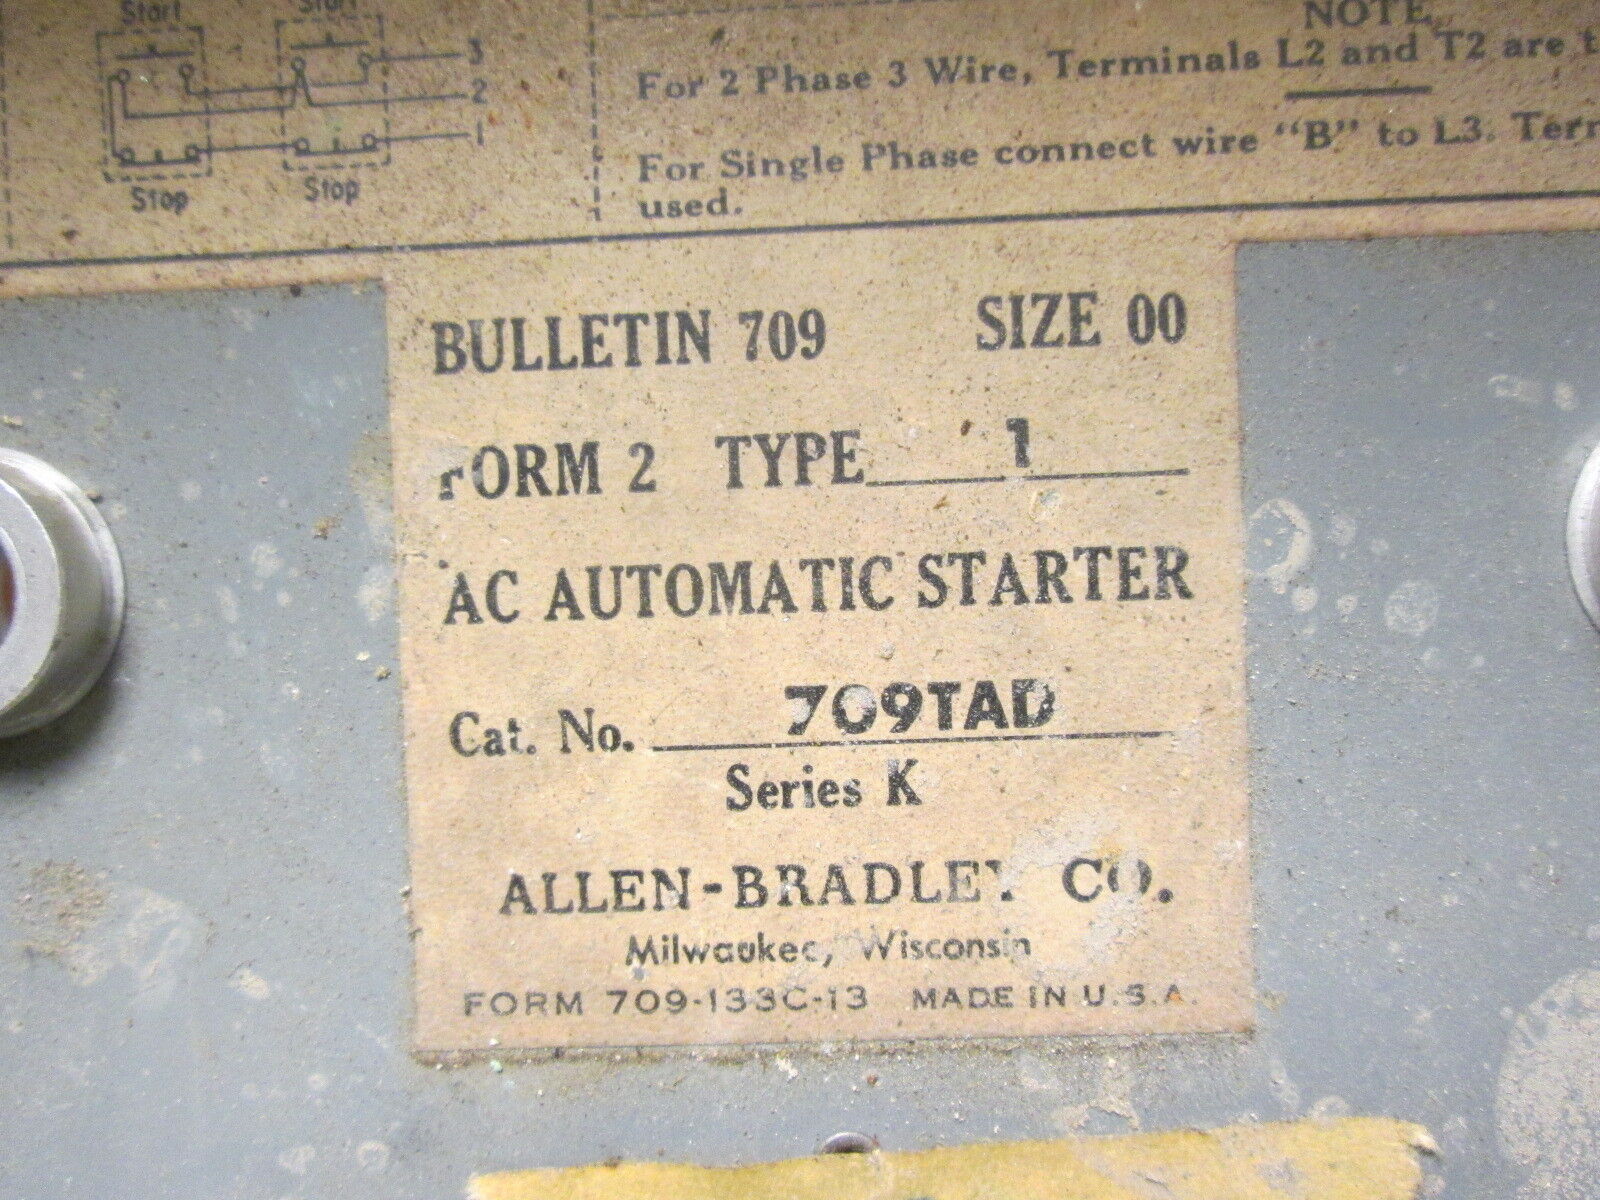 Start Start
3
2
1
Stop Stop
NOTE
For 2 Phase 3 Wire, Terminals L2 and T2 are
For Single Phase connect wire "B" to L3.
used.
BULLETIN 709 SIZE 00
FORM 2 TYPE 1
AC AUTOMATIC STARTER
Cat. No. 709TAD
Series K
ALLEN-BRADLEY CO.
Milwaukee, Wisconsin
FORM 709-133C-13 MADE IN U.S.A.